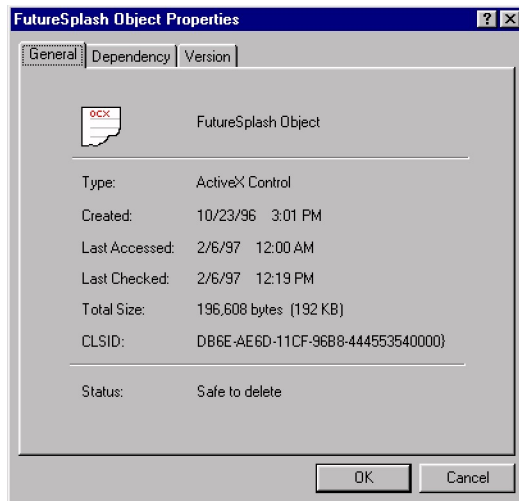 FutureSplash Object Properties
General Dependency Version
OCX
FutureSplash Object
Type: ActiveX Control
Created: 10/23/96 3:01 PM
Last Accessed: 2/6/97 12:00 AM
Last Checked: 2/6/97 12:19 PM
Total Size: 196,608 bytes (192 KB)
CLSID: DB6E-AE6D-11CF-96B8-444553540000}
Status: Safe to delete
OK Cancel